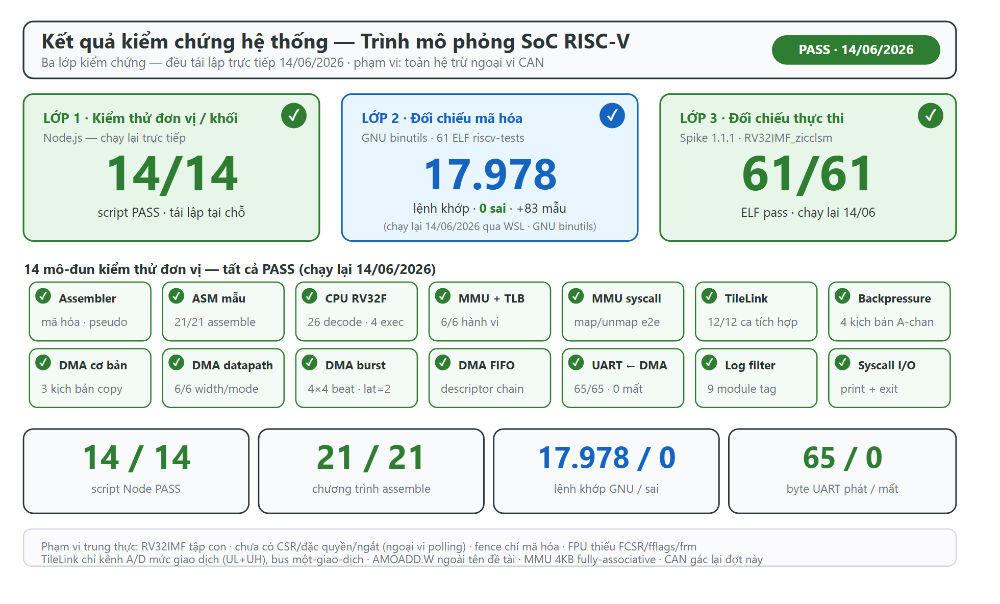 Kết quả kiểm chứng hệ thống — Trình mô phỏng SoC RISC-V
Ba lớp kiểm chứng — đều tái lập trực tiếp 14/06/2026 · phạm vi: toàn hệ trừ ngoại vi CAN
PASS · 14/06/2026
LỚP 1 · Kiểm thử đơn vị / khối
Node.js — chạy lại trực tiếp
14/14
script PASS · tái lập tại chỗ
LỚP 2 · Đối chiếu mã hóa
GNU binutils · 61 ELF riscv-tests
17.978
lệnh khớp · 0 sai · +83 mẫu
(chạy lại 14/06/2026 qua WSL · GNU binutils)
LỚP 3 · Đối chiếu thực thi
Spike 1.1.1 · RV32IMF_zicclsm
61/61
ELF pass · chạy lại 14/06
14 mô-đun kiểm thử đơn vị — tất cả PASS (chạy lại 14/06/2026)
Assembler
mã hóa · pseudo
ASM mẫu
21/21 assemble
CPU RV32F
26 decode · 4 exec
MMU + TLB
6/6 hành vi
MMU syscall
map/unmap e2e
TileLink
12/12 ca tích hợp
Backpressure
4 kịch bản A-chan
DMA cơ bản
3 kịch bản copy
DMA datapath
6/6 width/mode
DMA burst
4×4 beat · lat=2
DMA FIFO
descriptor chain
UART ← DMA
65/65 · 0 mất
Log filter
9 module tag
Syscall I/O
print + exit
14 / 14
script Node PASS
21 / 21
chương trình assemble
17.978 / 0
lệnh khớp GNU / sai
65 / 0
byte UART phát / mất
Phạm vi trung thực: RV32IMF tập con · chưa có CSR/đặc quyền/ngắt (ngoại vi polling) · fence chỉ mã hóa · FPU thiếu FCSR/fflags/frm
TileLink chỉ kênh A/D mức giao dịch (UL+UH), bus một-giao-dịch · AMOADD.W ngoài tên đề tài · MMU 4KB fully-associative · CAN gác lại đợt này